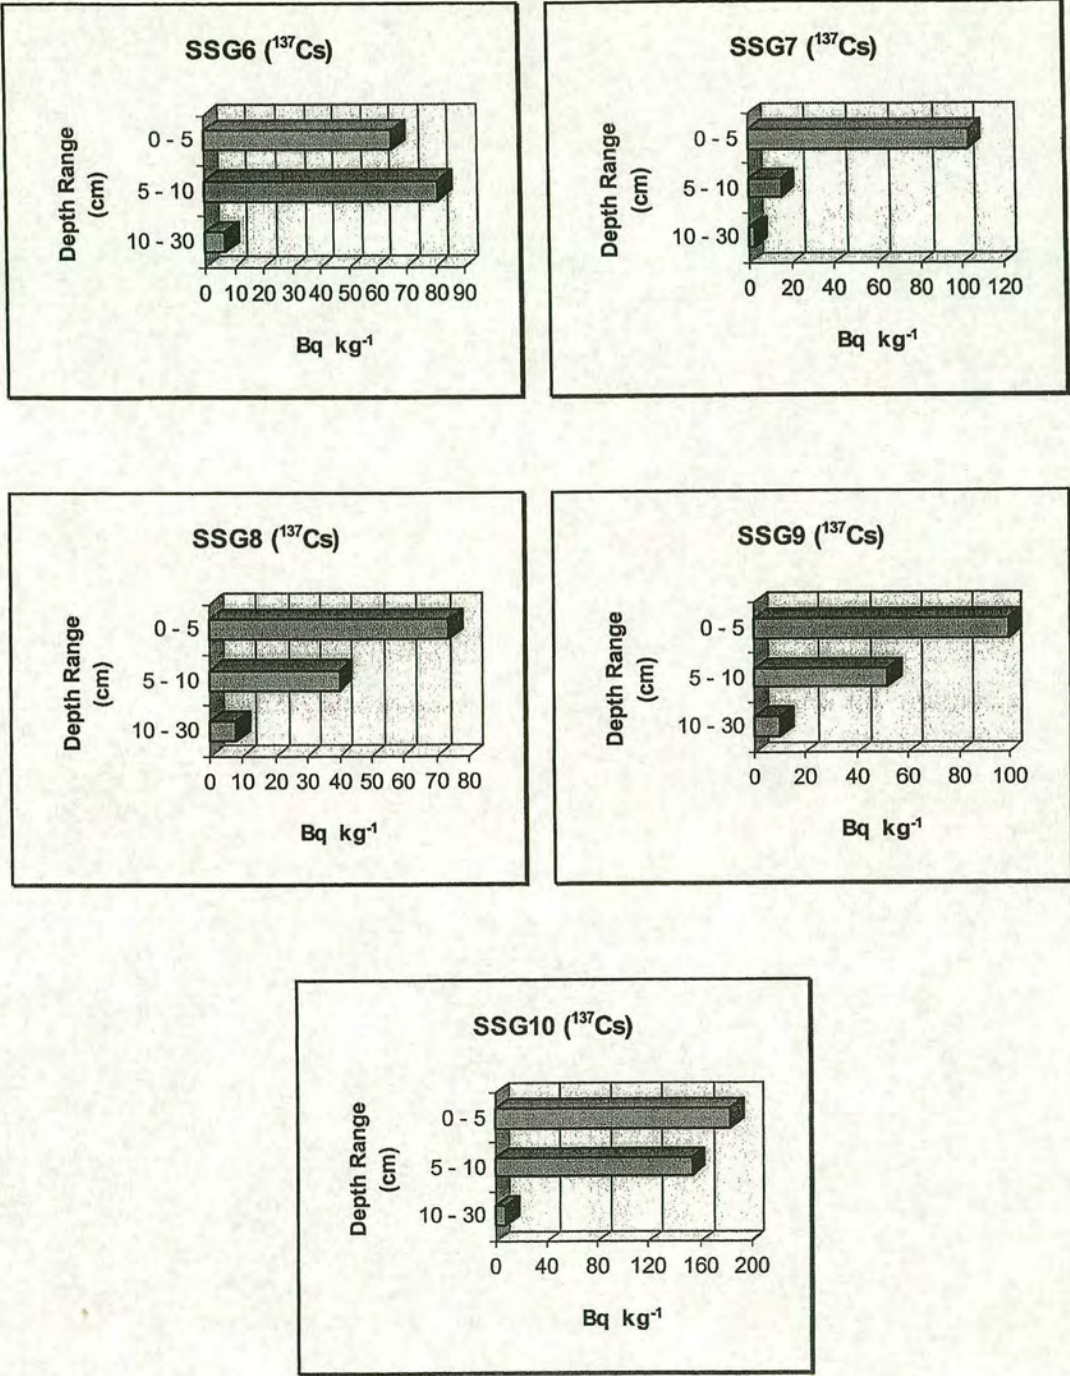 SSG6 (¹³⁷Cs)
Depth Range
(cm)
0 - 5
5 - 10
10 - 30
0 10 20 30 40 50 60 70 80 90
Bq kg⁻¹
SSG7 (¹³⁷Cs)
Depth Range
(cm)
0 - 5
5 - 10
10 - 30
0 20 40 60 80 100 120
Bq kg⁻¹
SSG8 (¹³⁷Cs)
Depth Range
(cm)
0 - 5
5 - 10
10 - 30
0 10 20 30 40 50 60 70 80
Bq kg⁻¹
SSG9 (¹³⁷Cs)
Depth Range
(cm)
0 - 5
5 - 10
10 - 30
0 20 40 60 80 100
Bq kg⁻¹
SSG10 (¹³⁷Cs)
Depth Range
(cm)
0 - 5
5 - 10
10 - 30
0 40 80 120 160 200
Bq kg⁻¹